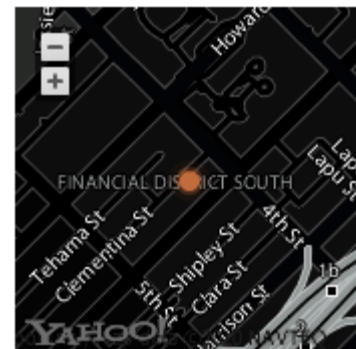 Howard
FINANCIAL DISTRICT SOUTH
Lap
Lapu St
Tehama St
Clementina St
4th St
Shipley St
Clara St
5th St
1b
YAHOO!